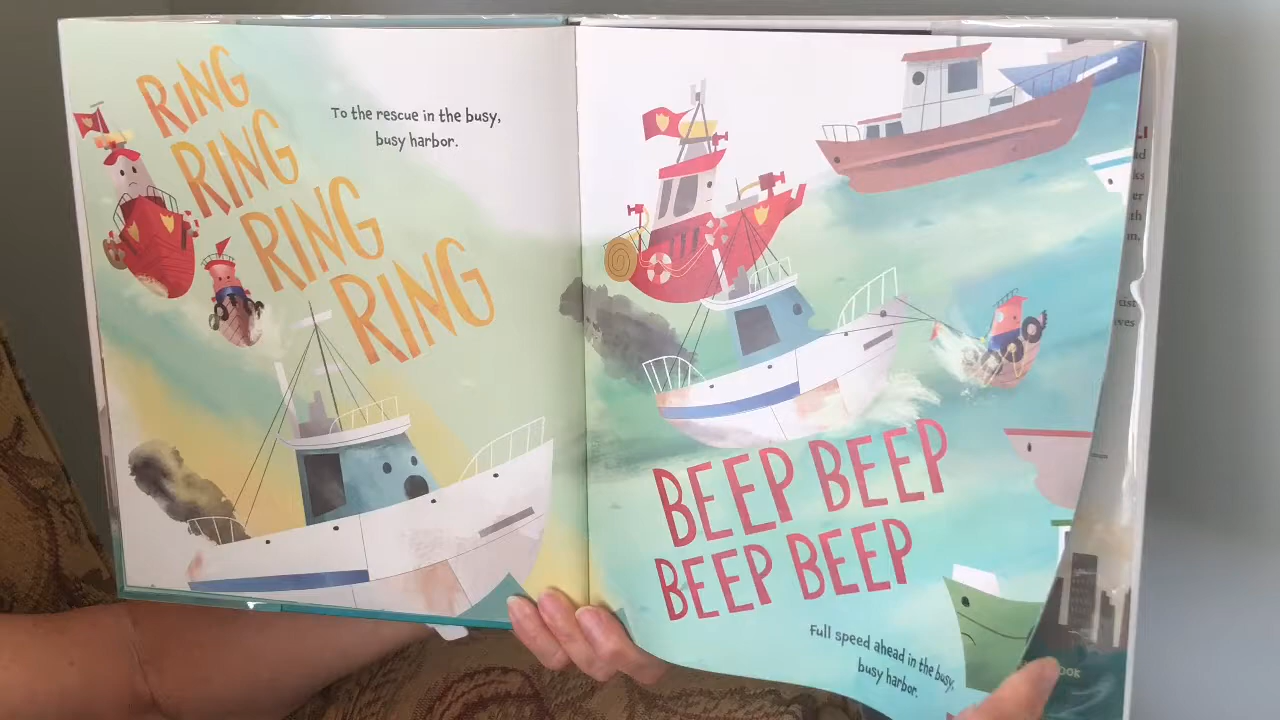 RING
RING
RING
RING
To the rescue in the busy,
busy harbor.
BEEP BEEP
BEEP BEEP
Full speed ahead in the busy,
busy harbor.